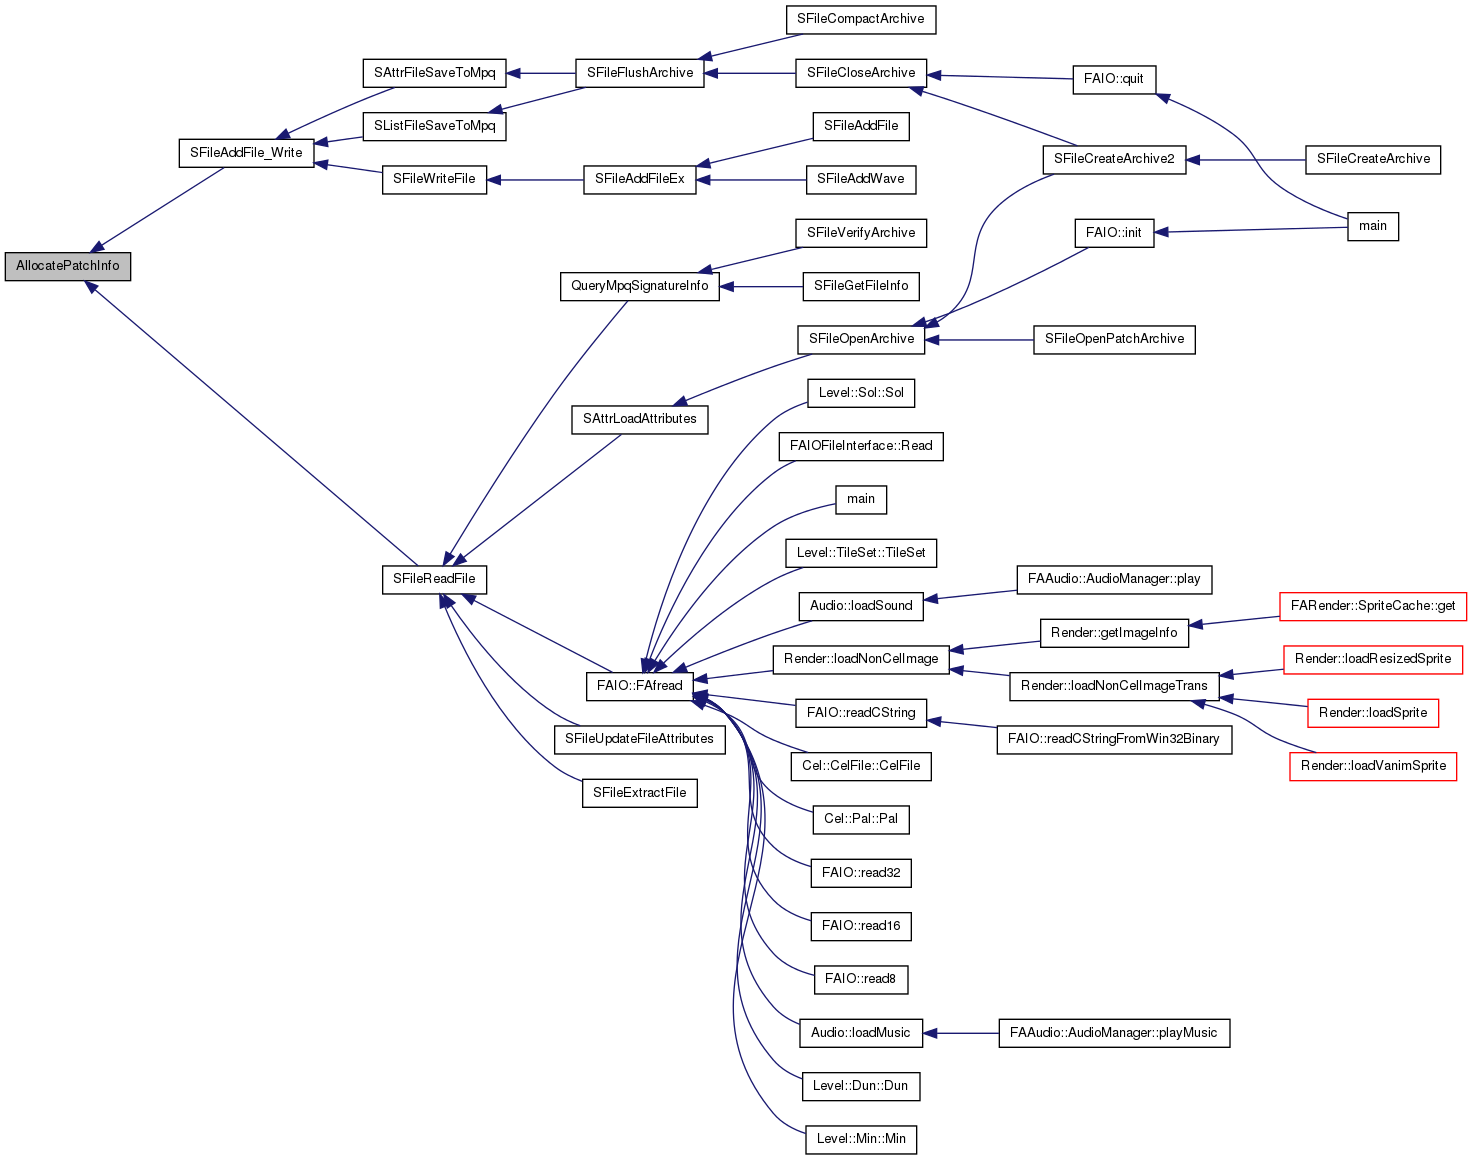 SFileCompactArchive
SAttrFileSaveToMpq
SFileFlushArchive
SFileCloseArchive
FAIO::quit
SListFileSaveToMpq
SFileAddFile
SFileAddFile_Write
SFileCreateArchive2
SFileCreateArchive
SFileWriteFile
SFileAddFileEx
SFileAddWave
SFileVerifyArchive
FAIO::init
main
AllocatePatchInfo
QueryMpqSignatureInfo
SFileGetFileInfo
SFileOpenArchive
SFileOpenPatchArchive
Level::Sol::Sol
SAttrLoadAttributes
FAIOFileInterface::Read
main
Level::TileSet::TileSet
SFileReadFile
FAAudio::AudioManager::play
Audio::loadSound
FARender::SpriteCache::get
Render::getImageInfo
Render::loadNonCelImage
Render::loadResizedSprite
FAIO::FAfread
Render::loadNonCelImageTrans
FAIO::readCString
Render::loadSprite
SFileUpdateFileAttributes
FAIO::readCStringFromWin32Binary
Cel::CelFile::CelFile
Render::loadVanimSprite
SFileExtractFile
Cel::Pal::Pal
FAIO::read32
FAIO::read16
FAIO::read8
Audio::loadMusic
FAAudio::AudioManager::playMusic
Level::Dun::Dun
Level::Min::Min